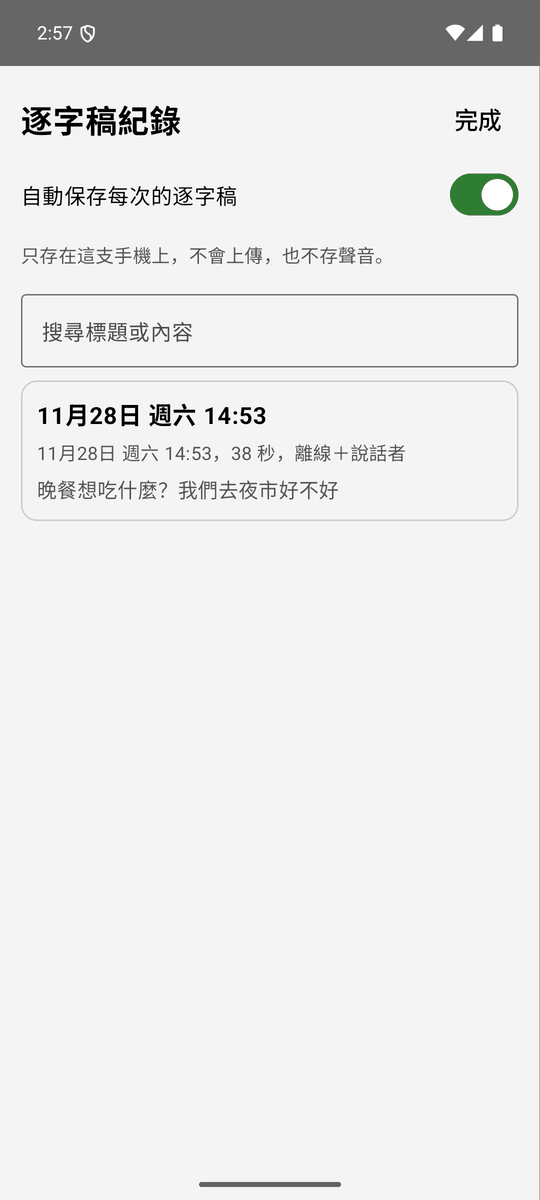 2:57
逐字稿紀錄
完成
自動保存每次的逐字稿
只存在這支手機上，不會上傳，也不存聲音。
搜尋標題或內容
11月28日 週六 14:53
11月28日 週六 14:53，38 秒，離線＋說話者
晚餐想吃什麼？我們去夜市好不好